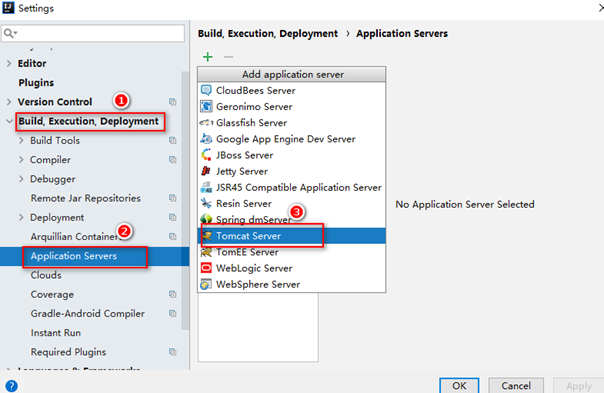 Settings
Editor
Plugins
Version Control
1
Build, Execution, Deployment
Build Tools
Compiler
Debugger
Remote Jar Repositories
Deployment
Arquillian Containers
2
Application Servers
Clouds
Coverage
Gradle-Android Compiler
Instant Run
Required Plugins
Languages & Frameworks
Build, Execution, Deployment › Application Servers
Add application server
CloudBees Server
Geronimo Server
Glassfish Server
Google App Engine Dev Server
JBoss Server
Jetty Server
JSR45 Compatible Application Server
Resin Server
Spring dmServer
3
Tomcat Server
TomEE Server
WebLogic Server
WebSphere Server
No Application Server Selected
?
OK
Cancel
Apply